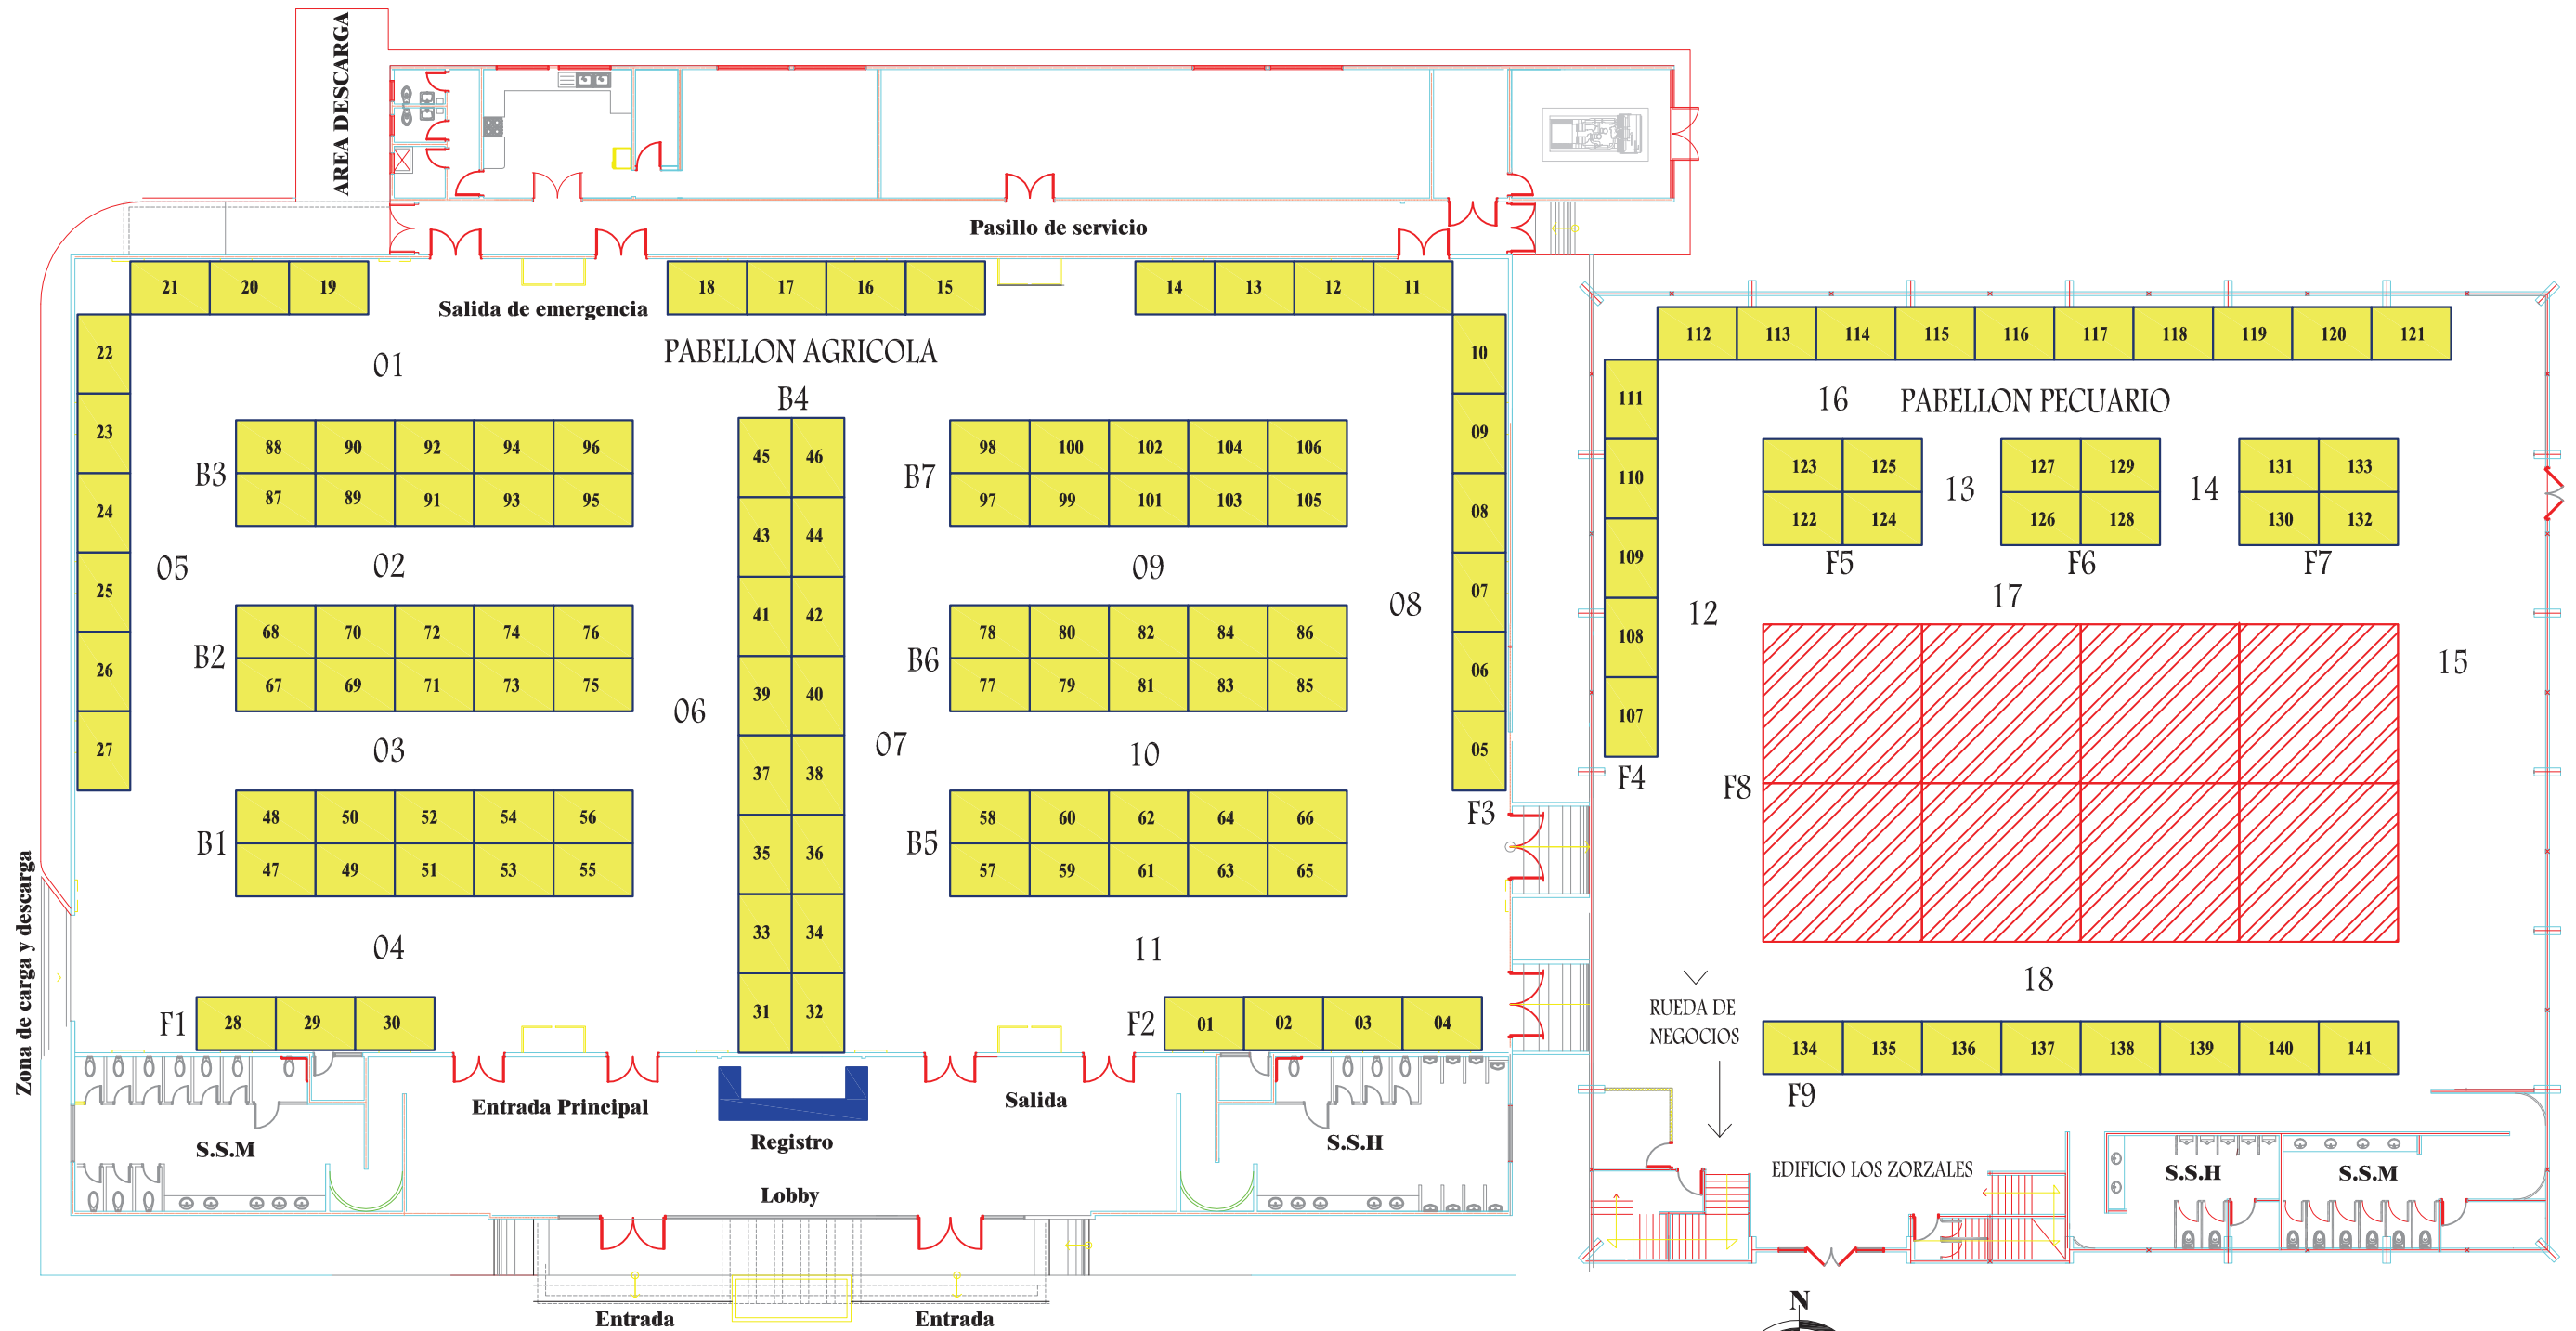 AREA DESCARGA
Pasillo de servicio
21 20 19
Salida de emergencia
18 17 16 15
14 13 12 11
22
23
24
25
26
27
01
PABELLON AGRICOLA
B4
10
09
08
07
06
05
F3
B3
88 90 92 94 96
87 89 91 93 95
05
02
B2
68 70 72 74 76
67 69 71 73 75
03
B1
48 50 52 54 56
47 49 51 53 55
04
F1
28 29 30
06
45 46
43 44
41 42
39 40
37 38
35 36
33 34
31 32
07
B7
98 100 102 104 106
97 99 101 103 105
09
08
B6
78 80 82 84 86
77 79 81 83 85
10
B5
58 60 62 64 66
57 59 61 63 65
11
F2
01 02 03 04
Zona de carga y descarga
S.S.M
Entrada Principal
Registro
Lobby
Salida
S.S.H
Entrada
Entrada
112 113 114 115 116 117 118 119 120 121
111
110
109
108
107
F4
16
PABELLON PECUARIO
123 125
122 124
F5
13
127 129
126 128
F6
14
131 133
130 132
F7
12
17
15
F8
18
RUEDA DE
NEGOCIOS
134 135 136 137 138 139 140 141
F9
EDIFICIO LOS ZORZALES
S.S.H
S.S.M
N